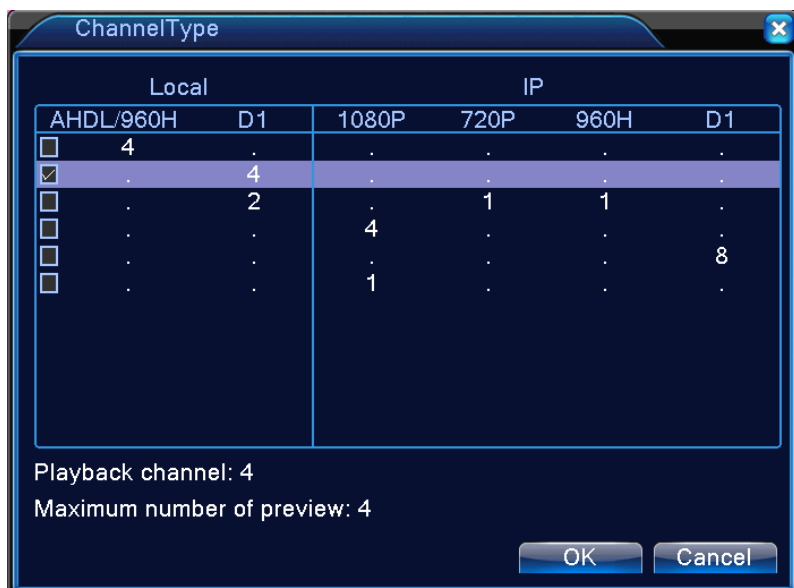 ChannelType
Local IP
AHDL/960H D1 1080P 720P 960H D1
4 . . . . .
. 4 . . . .
. 2 . 1 1 .
. . 4 . . .
. . . . . 8
. . 1 . . .
Playback channel: 4
Maximum number of preview: 4
OK Cancel